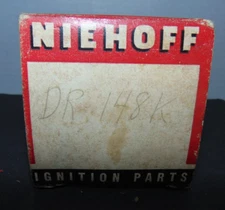 NIEHOFF
DR 148K
IGNITION PARTS